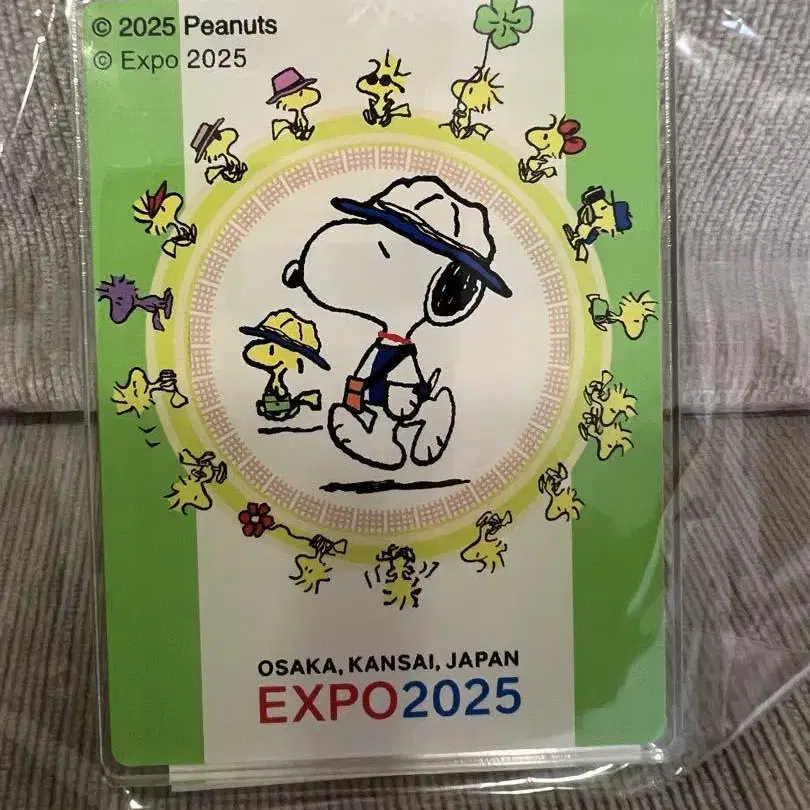 © 2025 Peanuts
© Expo 2025
OSAKA, KANSAI, JAPAN
EXPO2025